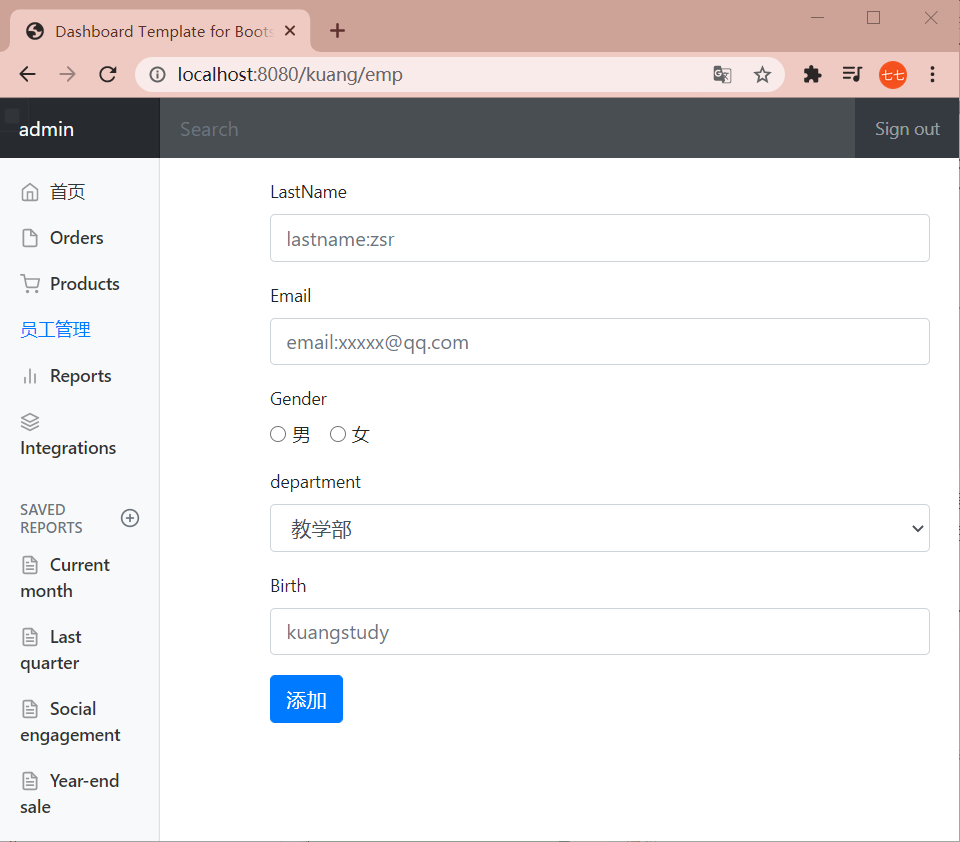 Dashboard Template for Boots
localhost:8080/kuang/emp
七七
admin
Search
Sign out
首页
Orders
Products
员工管理
Reports
Integrations
SAVED
REPORTS
Current
month
Last
quarter
Social
engagement
Year-end
sale
LastName
lastname:zsr
Email
email:xxxxx@qq.com
Gender
男 女
department
教学部
Birth
kuangstudy
添加